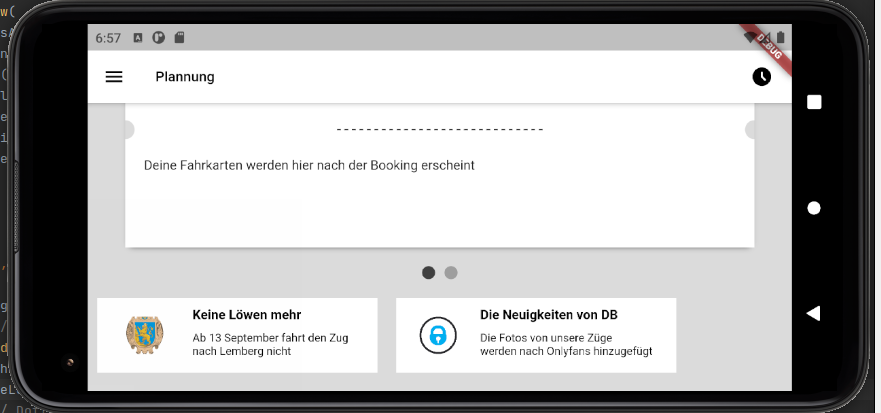 6:57
DEBUG
Plannung
---------------------------
Deine Fahrkarten werden hier nach der Booking erscheint
Keine Löwen mehr
Ab 13 September fahrt den Zug
nach Lemberg nicht
Die Neuigkeiten von DB
Die Fotos von unsere Züge
werden nach Onlyfans hinzugefügt